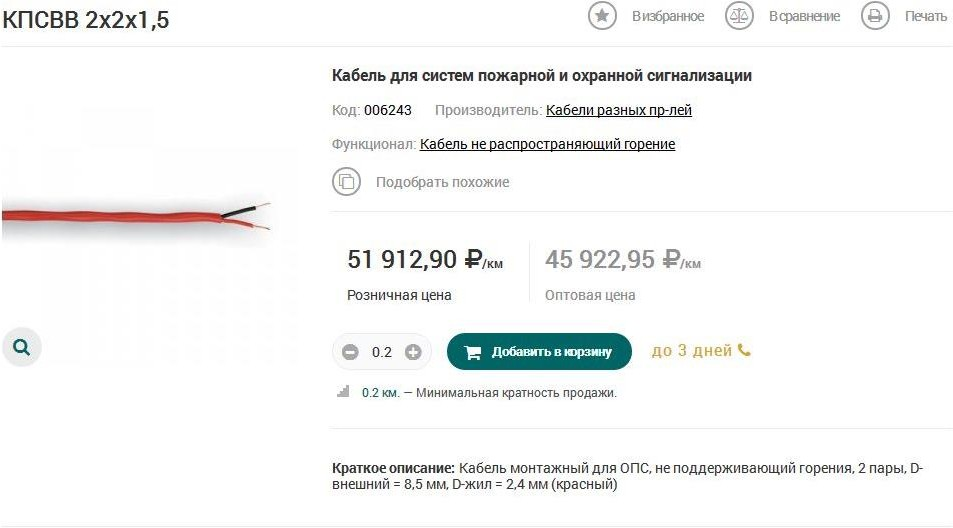 КПСВВ 2x2x1,5
В избранное
В сравнение
Печать
Кабель для систем пожарной и охранной сигнализации
Код: 006243 Производитель: Кабели разных пр-лей
Функционал: Кабель не распространяющий горение
Подобрать похожие
51 912,90 ₽/км
45 922,95 ₽/км
Розничная цена
Оптовая цена
0.2
Добавить в корзину
до 3 дней
0.2 км. — Минимальная кратность продажи.
Краткое описание: Кабель монтажный для ОПС, не поддерживающий горения, 2 пары, D-
внешний = 8,5 мм, D-жил = 2,4 мм (красный)